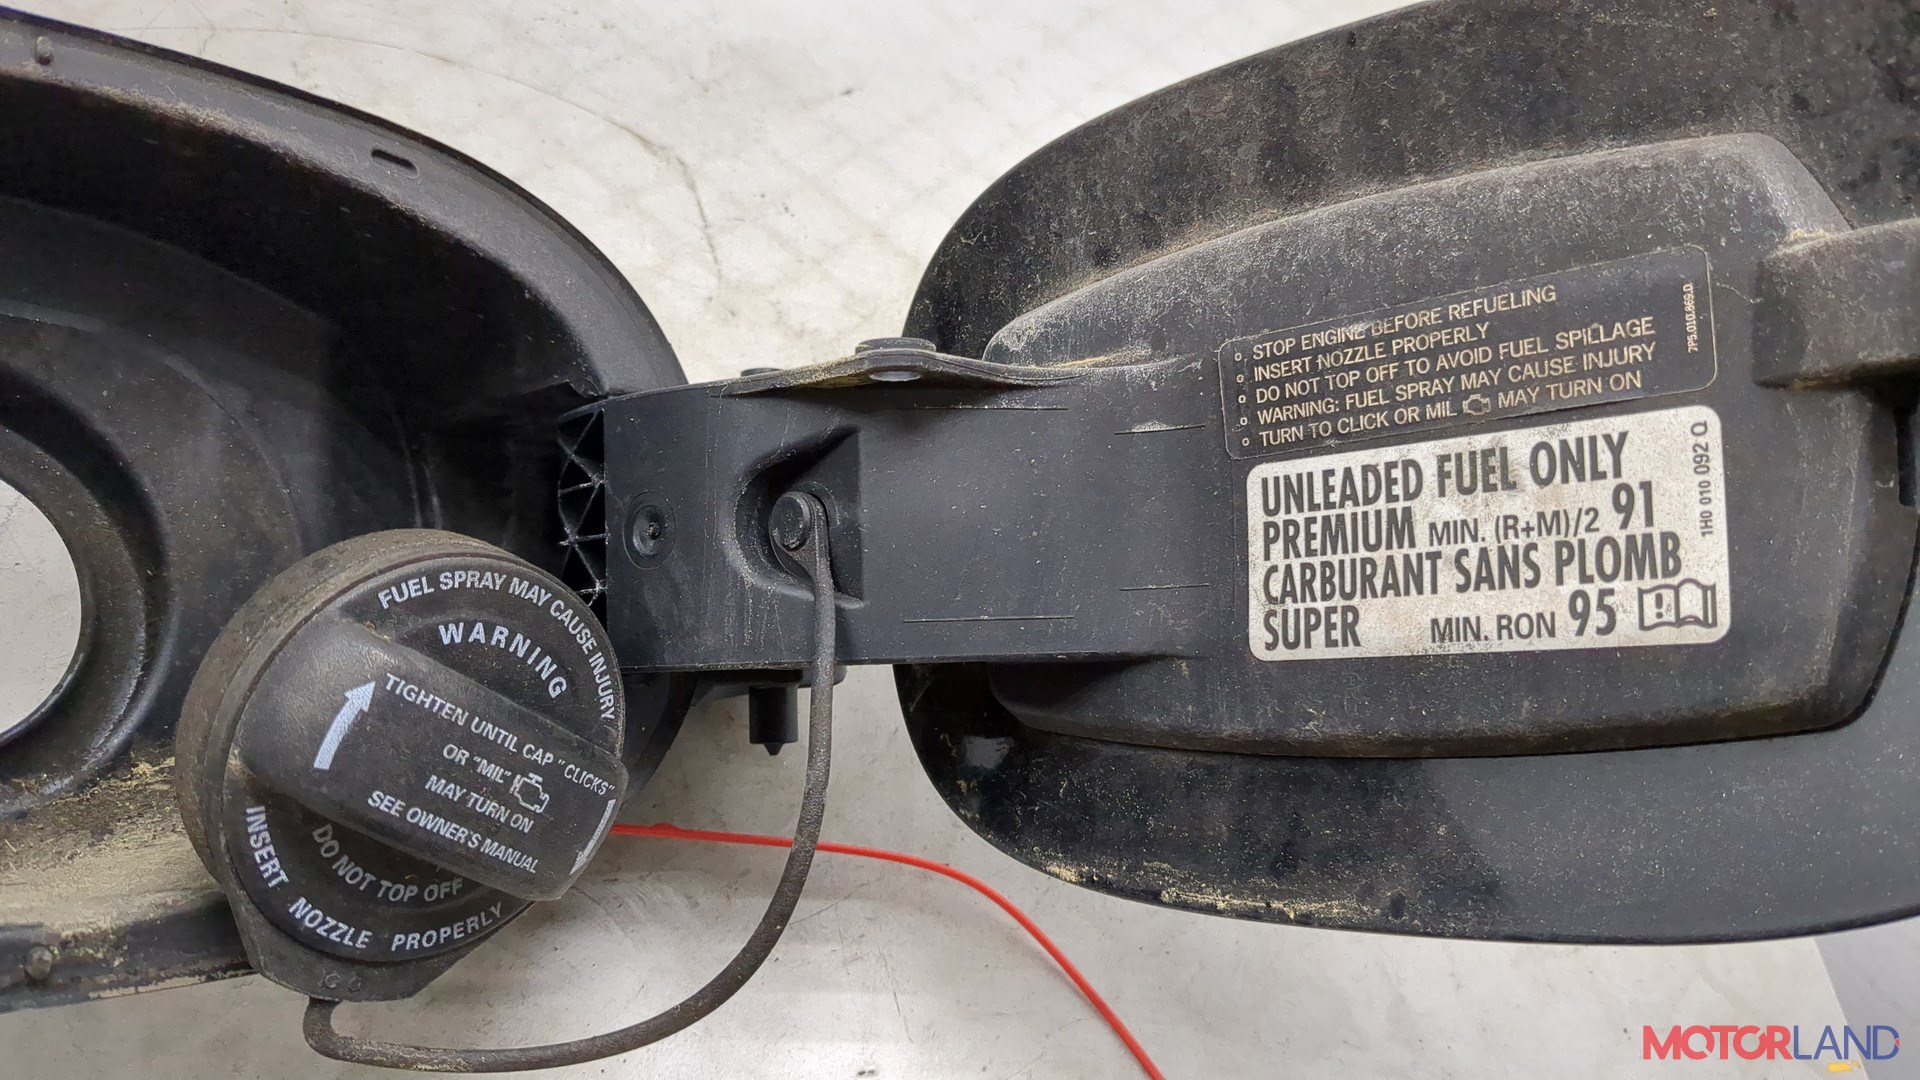 STOP ENGINE BEFORE REFUELING
INSERT NOZZLE PROPERLY
DO NOT TOP OFF TO AVOID FUEL SPILLAGE
WARNING: FUEL SPRAY MAY CAUSE INJURY
TURN TO CLICK OR MIL MAY TURN ON
7P5.010.869.D
UNLEADED FUEL ONLY
PREMIUM MIN. (R+M)/2 91
CARBURANT SANS PLOMB
SUPER MIN. RON 95
1H0 010 092 Q
FUEL SPRAY MAY CAUSE INJURY
WARNING
TIGHTEN UNTIL CAP "CLICKS"
OR "MIL"
MAY TURN ON
SEE OWNER'S MANUAL
DO NOT TOP OFF
INSERT NOZZLE PROPERLY
MOTORLAND